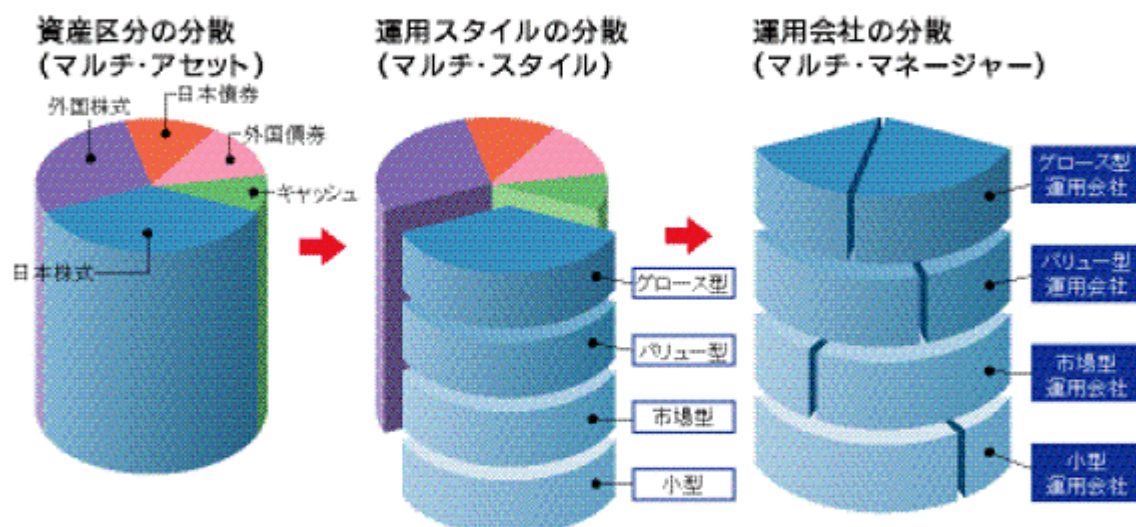 資産区分の分散
(マルチ・アセット)
外国株式
日本債券
外国債券
キャッシュ
日本株式
運用スタイルの分散
(マルチ・スタイル)
グロース型
バリュー型
市場型
小型
運用会社の分散
(マルチ・マネージャー)
グロース型
運用会社
バリュー型
運用会社
市場型
運用会社
小型
運用会社